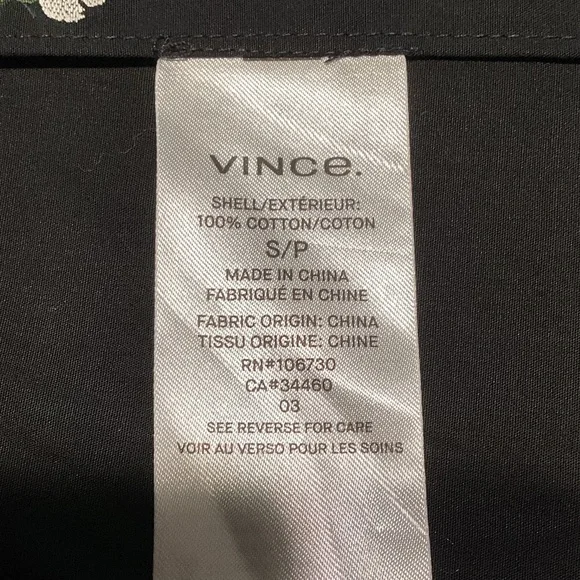 VINCE.
SHELL/EXTÉRIEUR:
100% COTTON/COTON
S/P
MADE IN CHINA
FABRIQUÉ EN CHINE
FABRIC ORIGIN: CHINA
TISSU ORIGINE: CHINE
RN#106730
CA#34460
03
SEE REVERSE FOR CARE
VOIR AU VERSO POUR LES SOINS